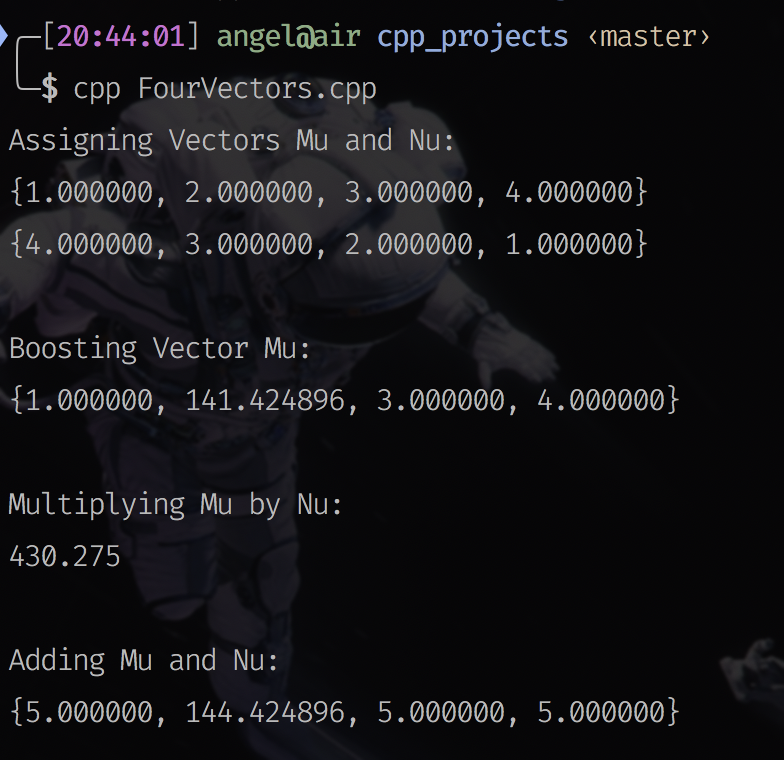 [20:44:01] angel@air cpp_projects ‹master›
$ cpp FourVectors.cpp
Assigning Vectors Mu and Nu:
{1.000000, 2.000000, 3.000000, 4.000000}
{4.000000, 3.000000, 2.000000, 1.000000}
Boosting Vector Mu:
{1.000000, 141.424896, 3.000000, 4.000000}
Multiplying Mu by Nu:
430.275
Adding Mu and Nu:
{5.000000, 144.424896, 5.000000, 5.000000}